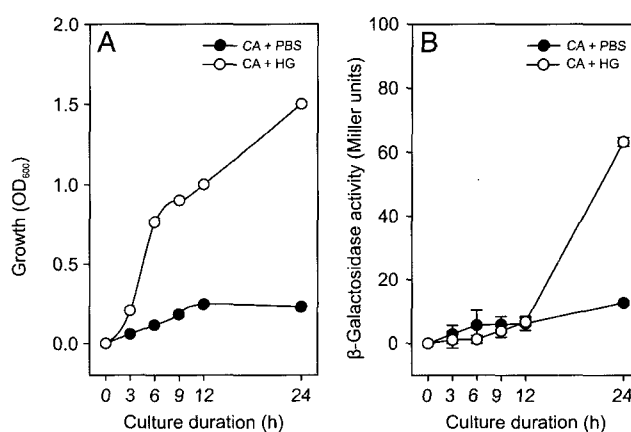 A
CA + PBS
CA + HG
2.0
1.5
1.0
0.5
0.0
Growth (OD600)
0 3 6 9 12 24
Culture duration (h)
B
CA + PBS
CA + HG
100
80
60
40
20
0
β-Galactosidase activity (Miller units)
0 3 6 9 12 24
Culture duration (h)